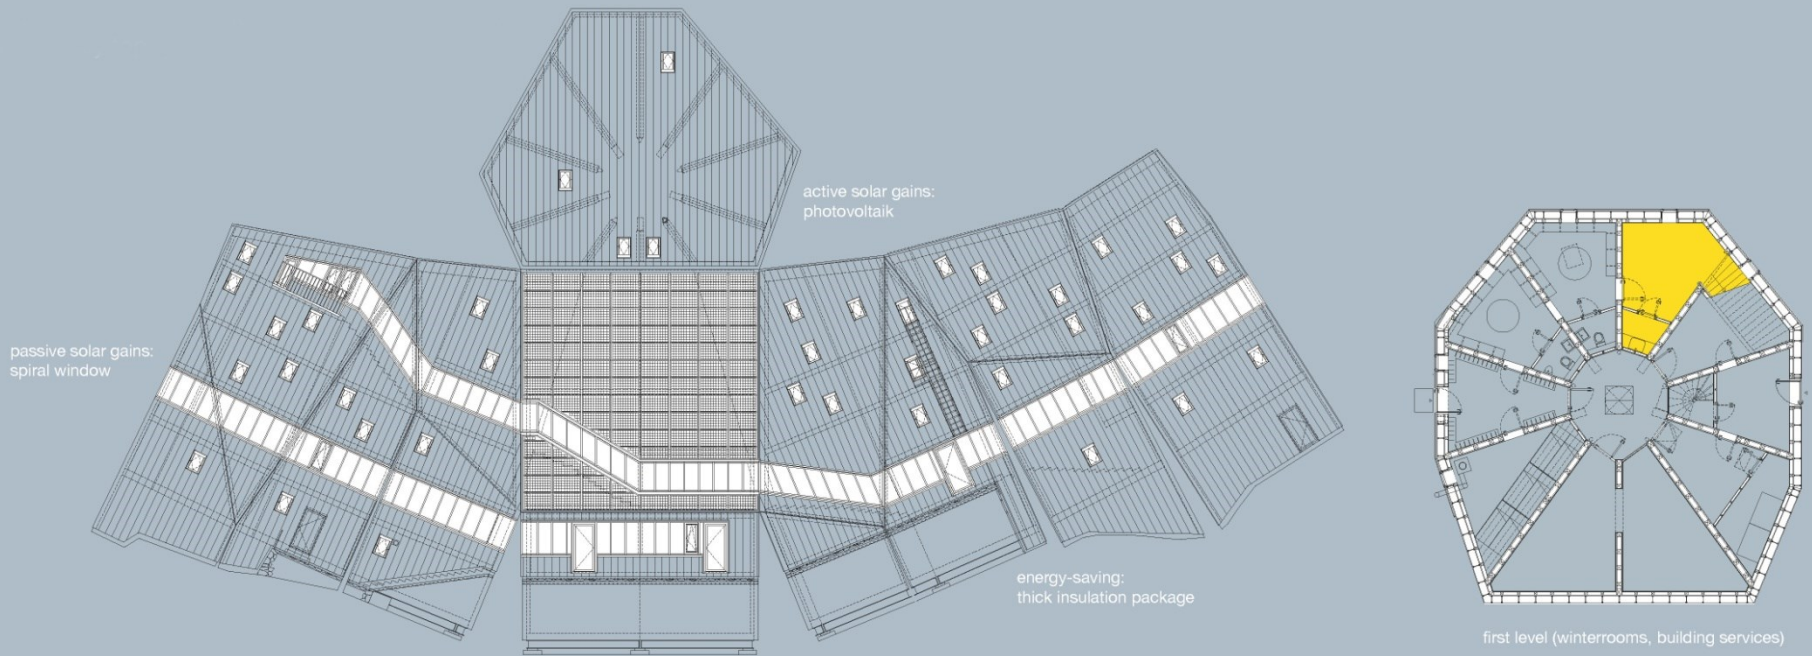 active solar gains:
photovoltaik
passive solar gains:
spiral window
energy-saving:
thick insulation package
first level (winterrooms, building services)